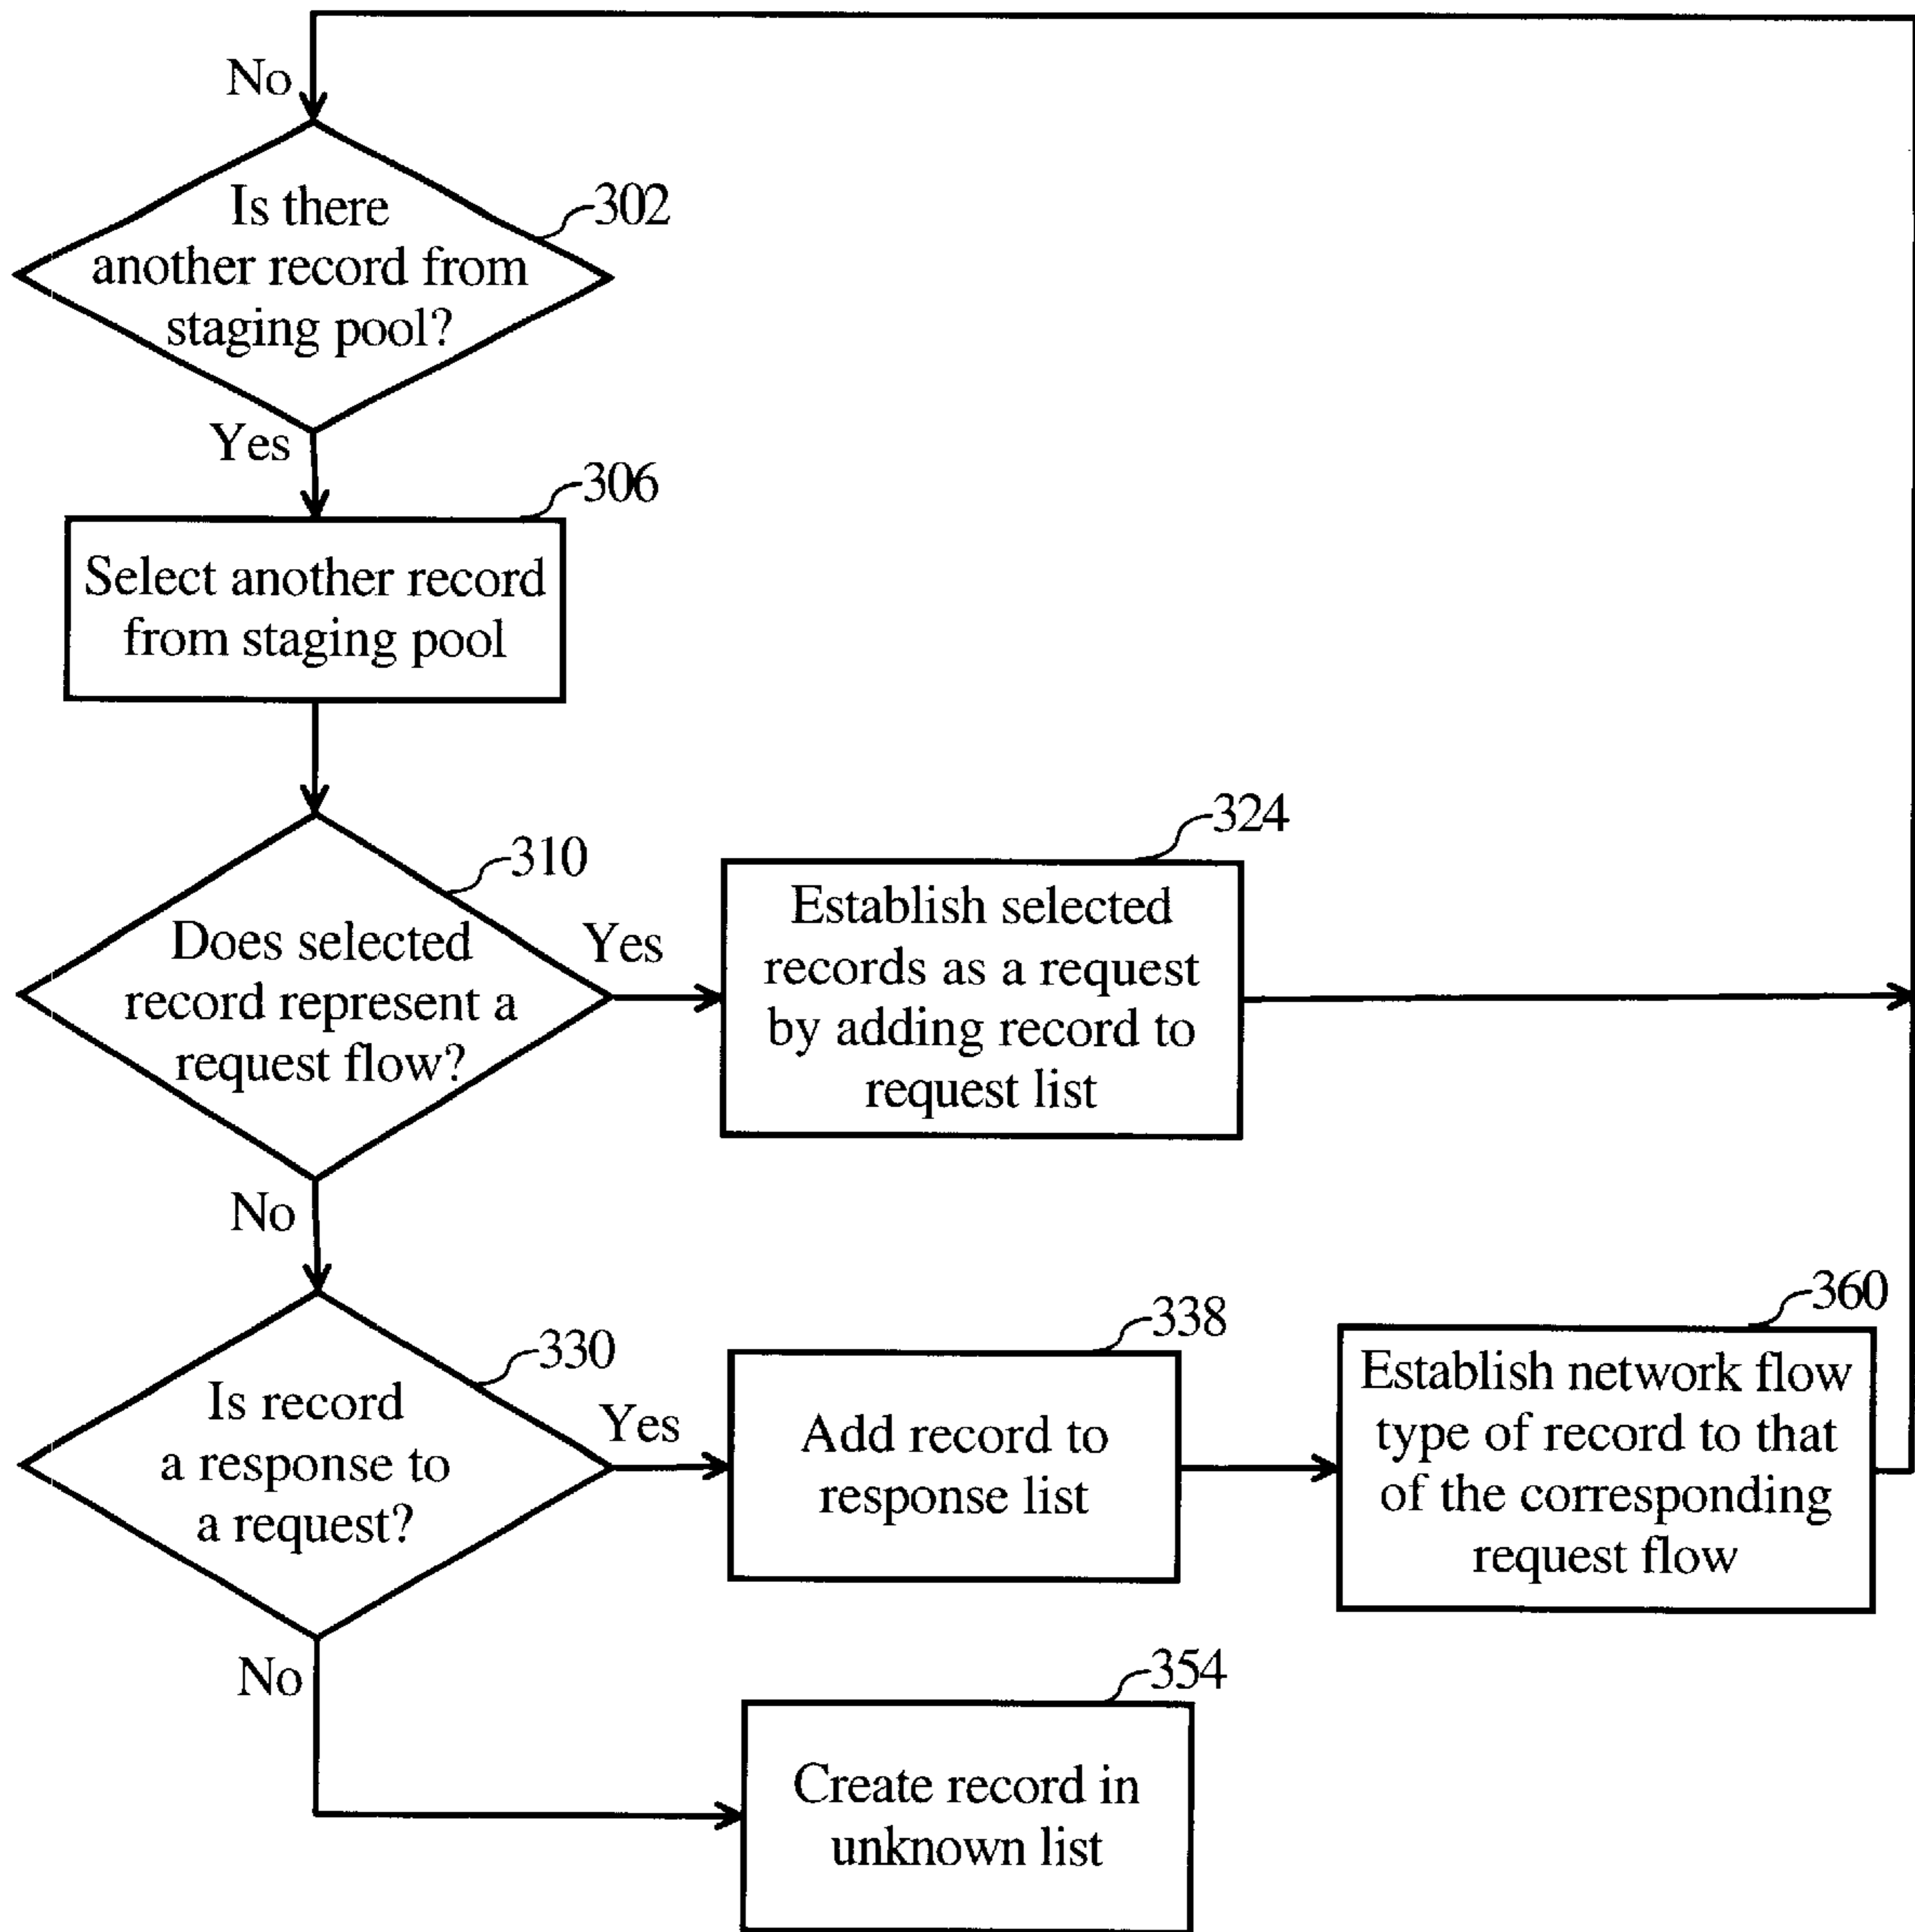 No
Is there
another record from
staging pool?
302
Yes
306
Select another record
from staging pool
310
Does selected
record represent a
request flow?
Yes
324
Establish selected
records as a request
by adding record to
request list
No
330
Is record
a response to
a request?
Yes
338
Add record to
response list
360
Establish network flow
type of record to that
of the corresponding
request flow
No
354
Create record in
unknown list